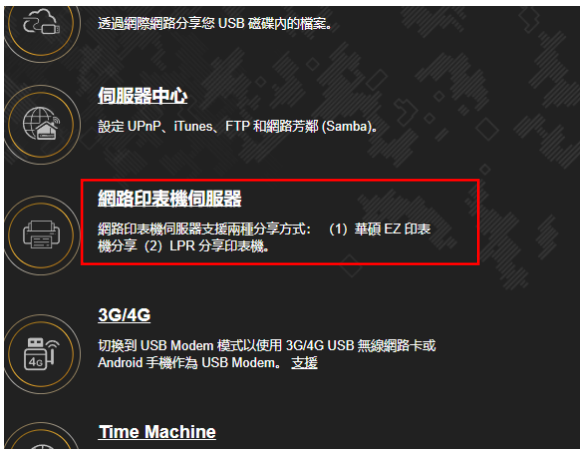 透過網際網路分享您 USB 磁碟內的檔案。
伺服器中心
設定 UPnP、iTunes、FTP 和網路芳鄰 (Samba)。
網路印表機伺服器
網路印表機伺服器支援兩種分享方式： （1）華碩 EZ 印表
機分享（2）LPR 分享印表機。
3G/4G
4G
切換到 USB Modem 模式以使用 3G/4G USB 無線網路卡或
Android 手機作為 USB Modem。 支援
Time Machine